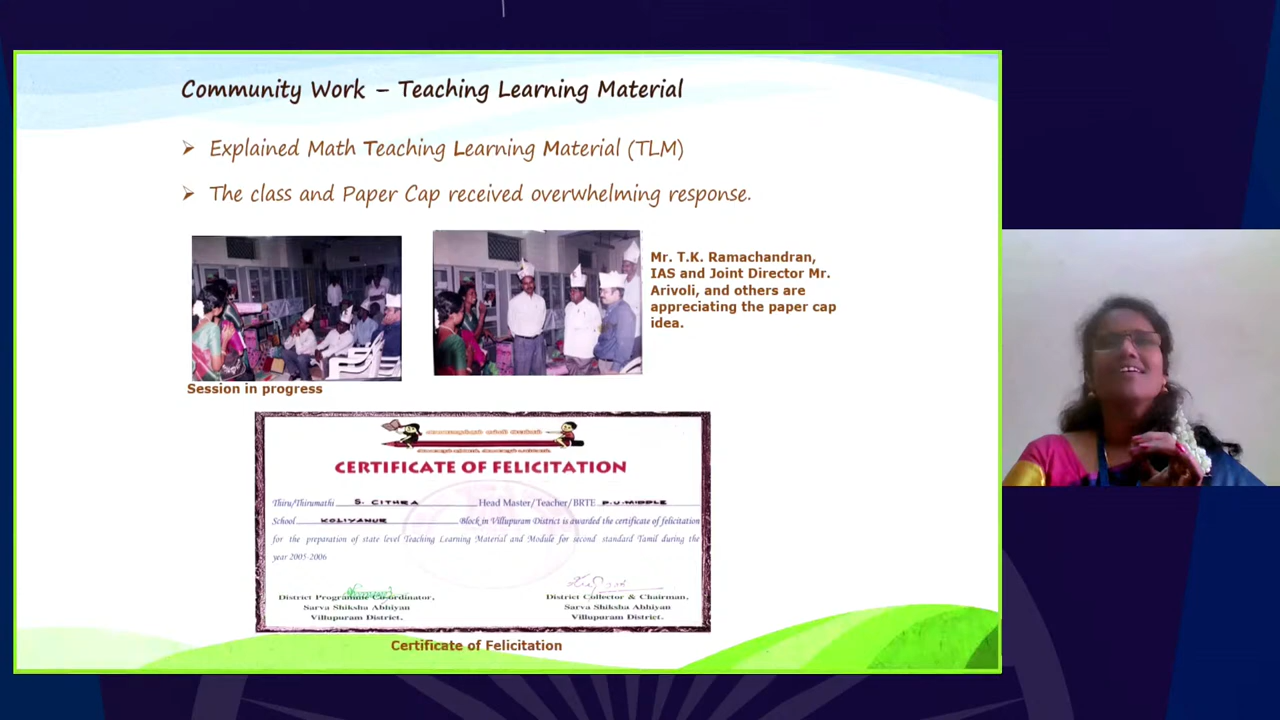 Community Work – Teaching Learning Material
➢ Explained Math Teaching Learning Material (TLM)
➢ The class and Paper Cap received overwhelming response.
Mr. T.K. Ramachandran,
IAS and Joint Director Mr.
Arivoli, and others are
appreciating the paper cap
idea.
Session in progress
CERTIFICATE OF FELICITATION
Thiru/Thirumathi S. CITHRA Head Master/Teacher/BRTE P.U.MIDDLE
School KOLIYANUR Block in Villupuram District is awarded the certificate of felicitation
for the preparation of state level Teaching Learning Material and Module for second standard Tamil during the
year 2005-2006
District Programme Co-ordinator,
Sarva Shiksha Abhiyan
Villupuram District.
District Collector & Chairman,
Sarva Shiksha Abhiyan
Villupuram District.
Certificate of Felicitation